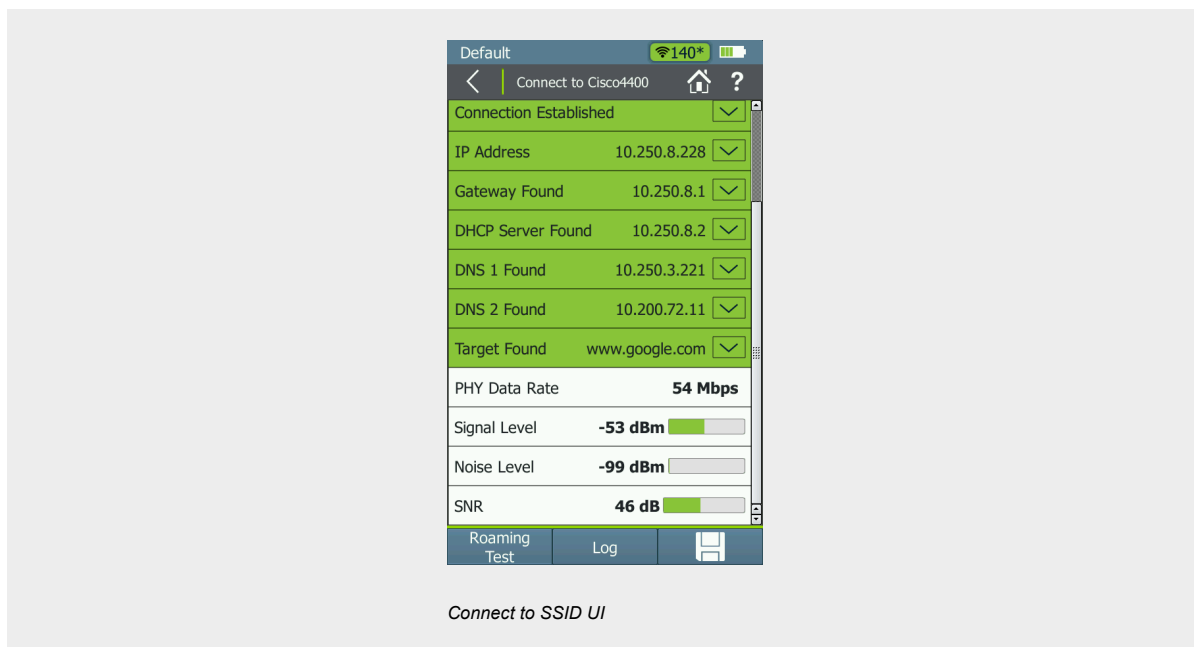 Default 140*
Connect to Cisco4400 ?
Connection Established
IP Address 10.250.8.228
Gateway Found 10.250.8.1
DHCP Server Found 10.250.8.2
DNS 1 Found 10.250.3.221
DNS 2 Found 10.200.72.11
Target Found www.google.com
PHY Data Rate 54 Mbps
Signal Level -53 dBm
Noise Level -99 dBm
SNR 46 dB
Roaming
Test
Log
Connect to SSID UI